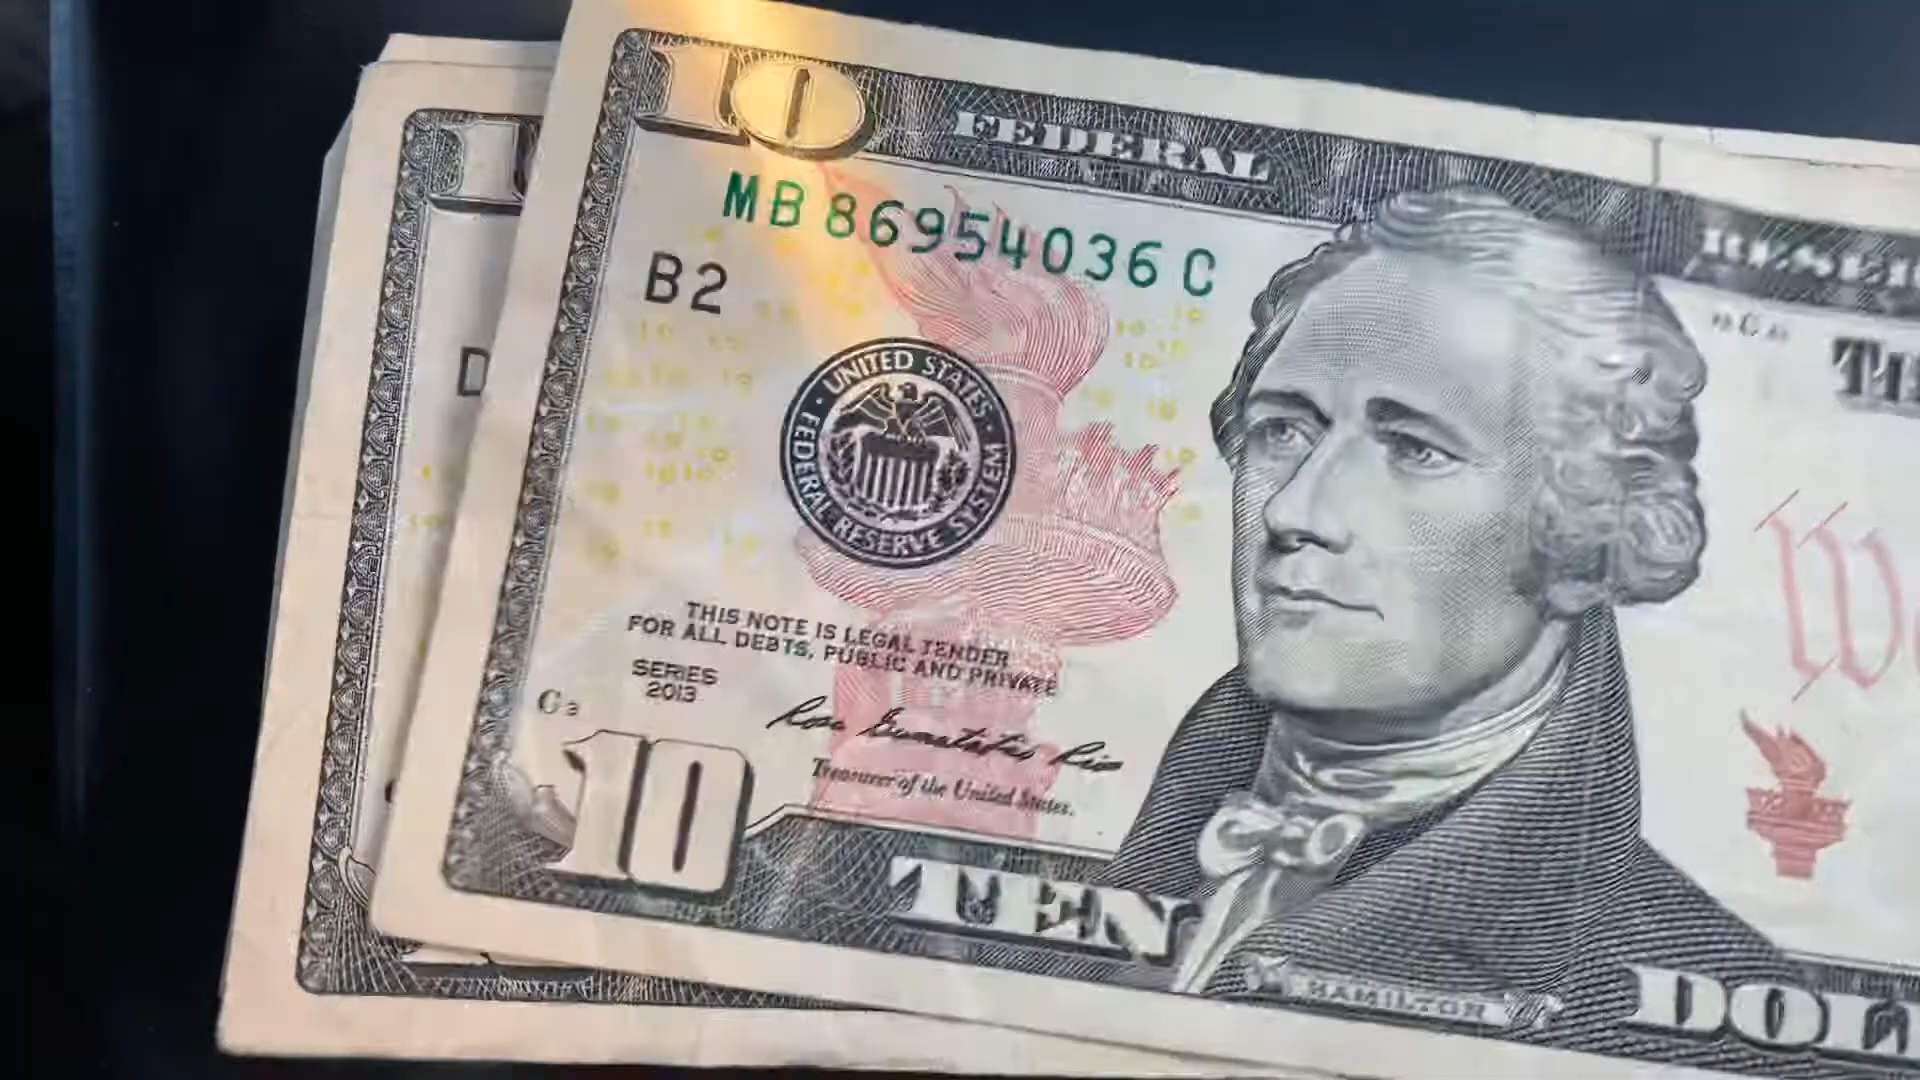 10
FEDERAL
MB 86954036 C
B2
UNITED STATES
FEDERAL RESERVE SYSTEM
THIS NOTE IS LEGAL TENDER
FOR ALL DEBTS, PUBLIC AND PRIVATE
SERIES
2013
G
Treasurer of the United States.
10
TEN
HAMILTON
We